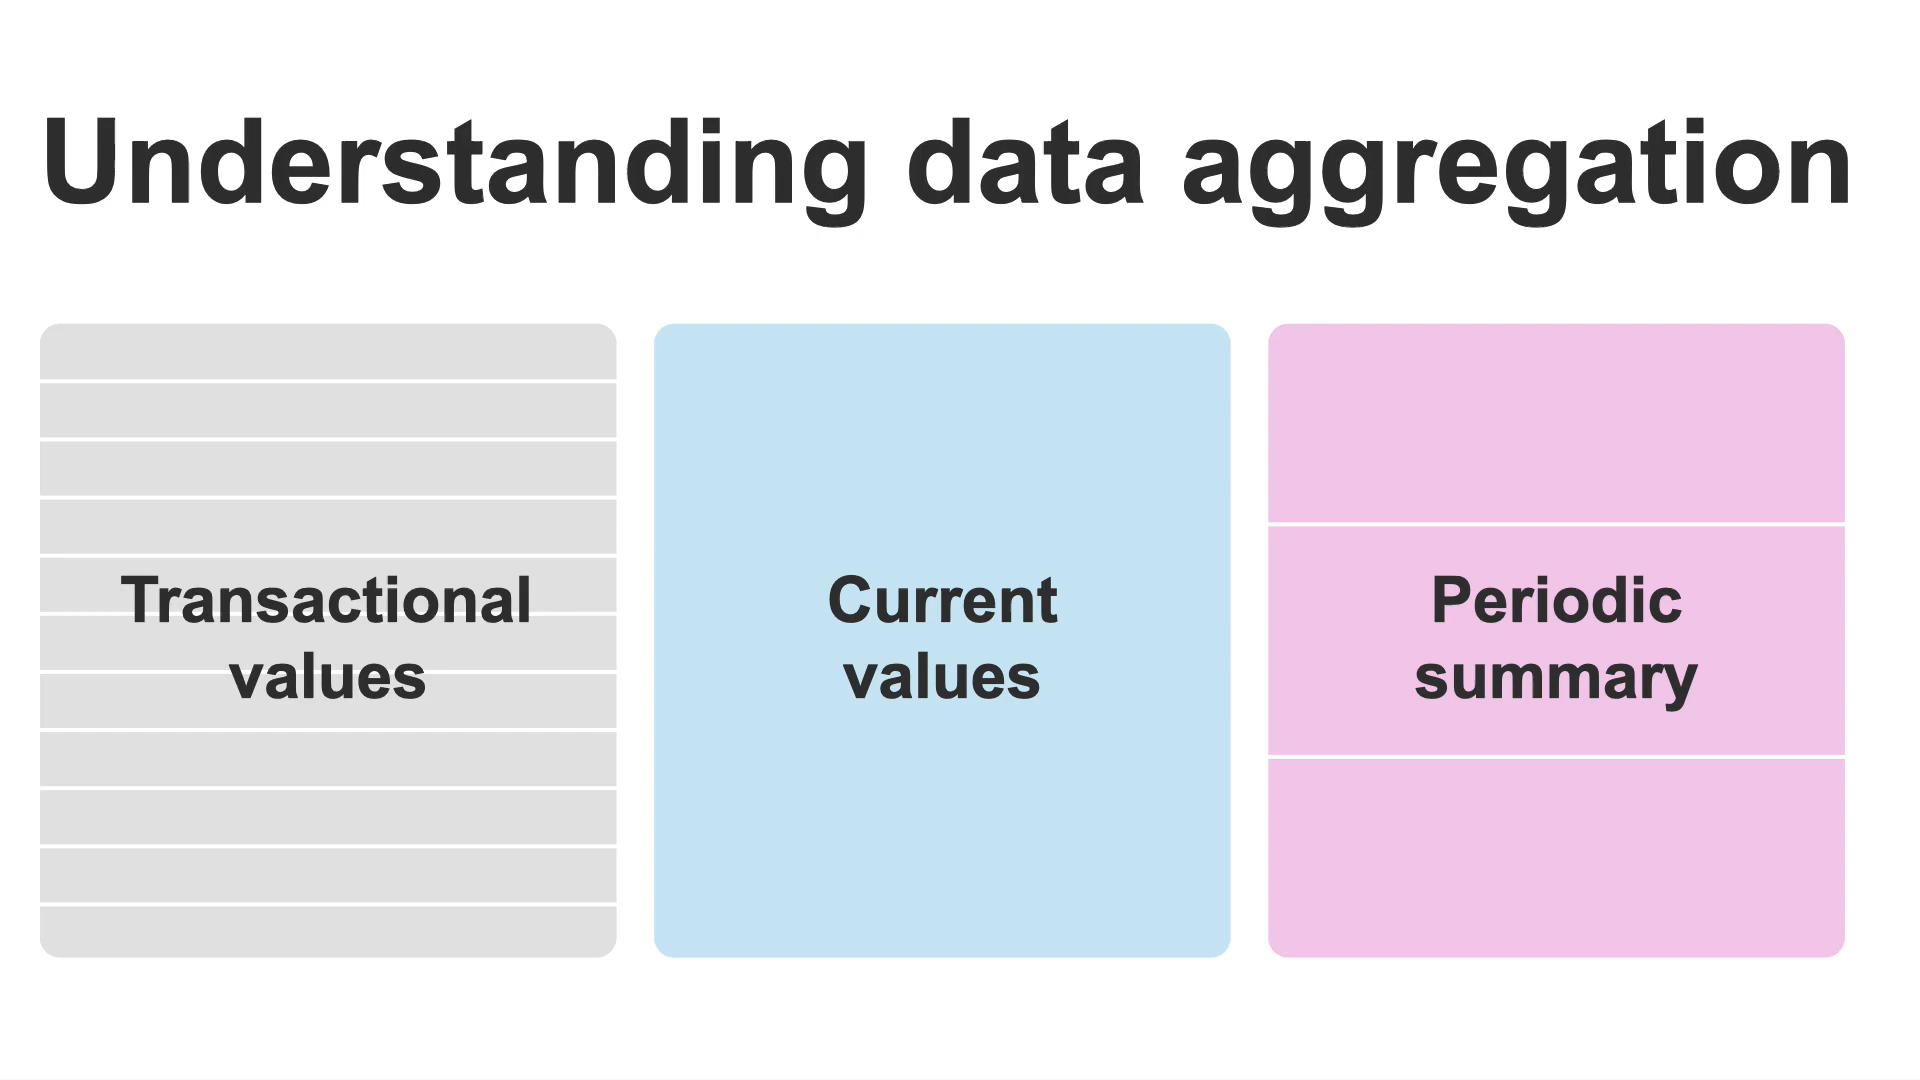 Understanding data aggregation
Transactional
values
Current
values
Periodic
summary